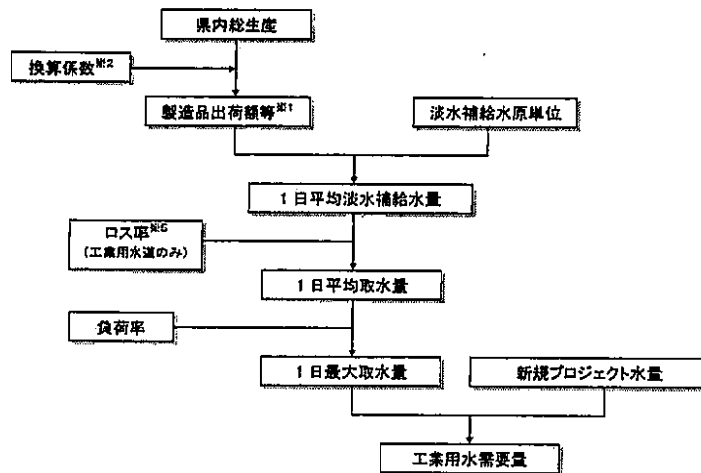 県内総生産
換算係数※2
製造品出荷額等※1
淡水補給水原単位
1日平均淡水補給水量
ロス率※5
(工業用水道のみ)
1日平均取水量
負荷率
1日最大取水量
新規プロジェクト水量
工業用水需要量